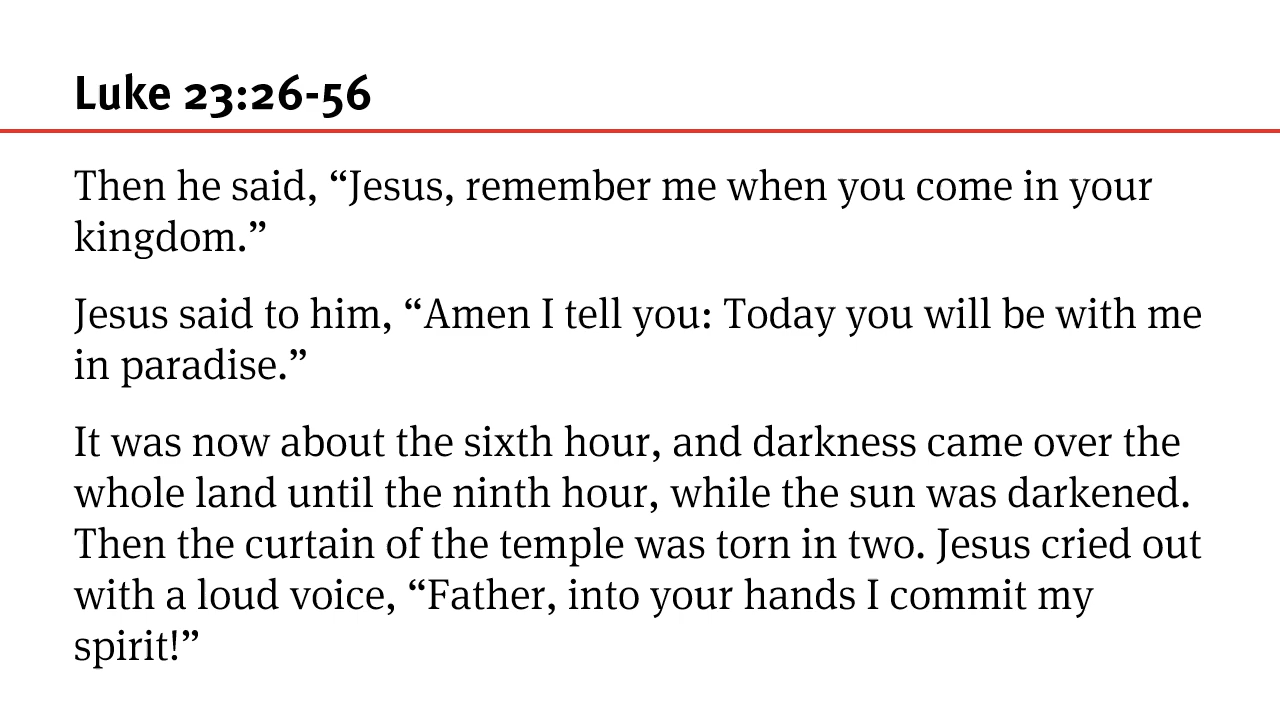 Luke 23:26-56
Then he said, “Jesus, remember me when you come in your
kingdom.”
Jesus said to him, “Amen I tell you: Today you will be with me
in paradise.”
It was now about the sixth hour, and darkness came over the
whole land until the ninth hour, while the sun was darkened.
Then the curtain of the temple was torn in two. Jesus cried out
with a loud voice, “Father, into your hands I commit my
spirit!”